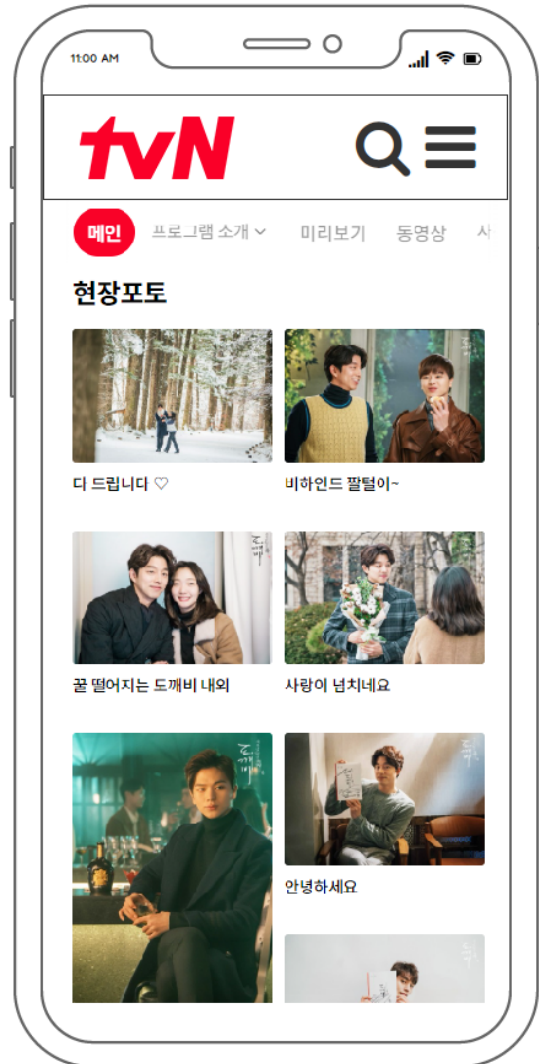 11:00 AM
tvN
메인 프로그램 소개 미리보기 동영상
현장포토
다 드립니다 ♡
비하인드 짤털이~
꿀 떨어지는 도깨비 내외
사랑이 넘치네요
도깨비
안녕하세요